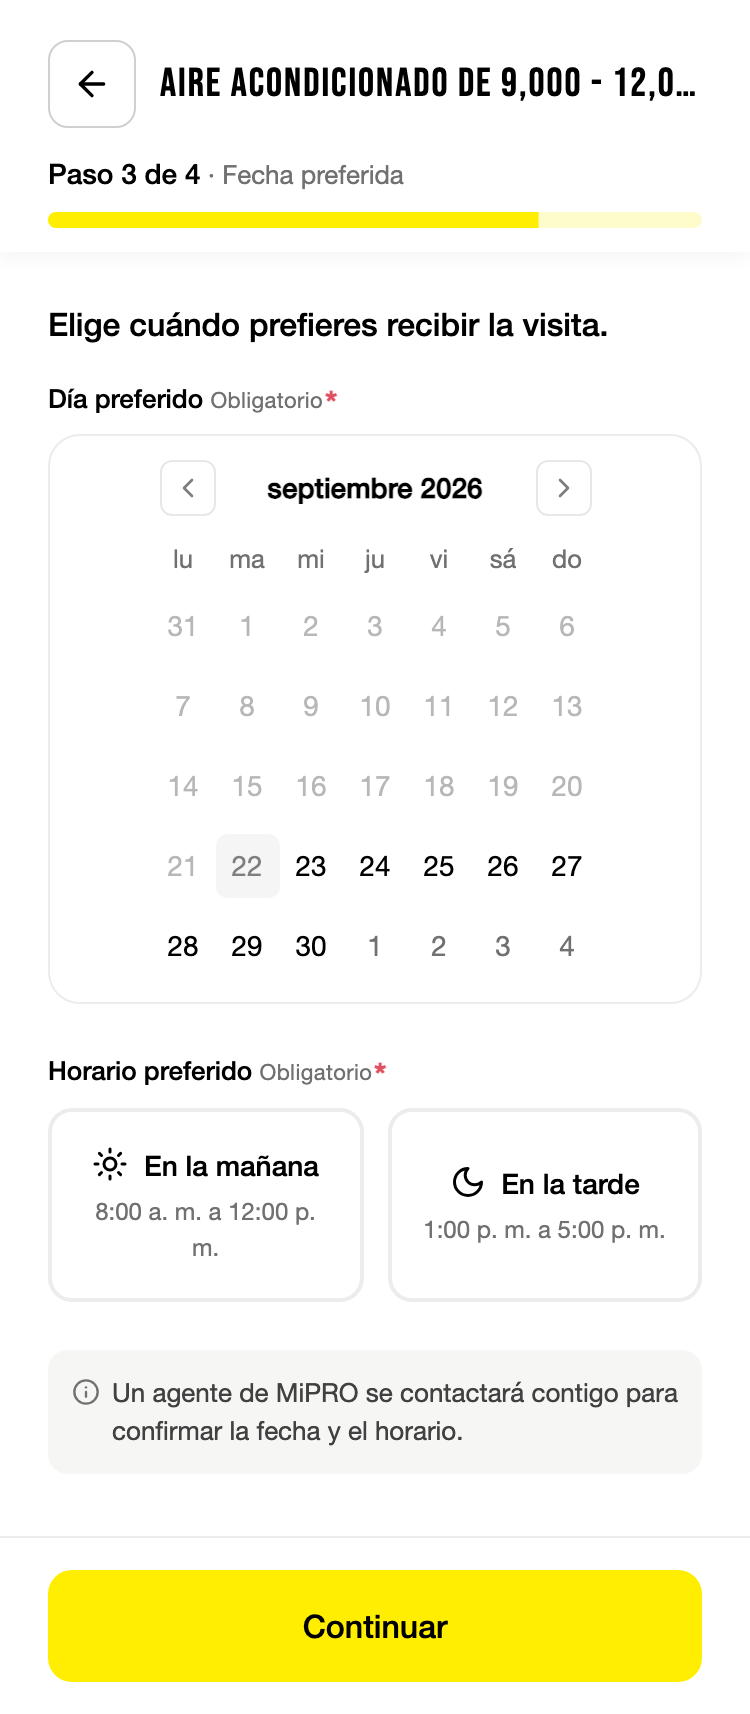 AIRE ACONDICIONADO DE 9,000 - 12,0...
Paso 3 de 4 · Fecha preferida
Elige cuándo prefieres recibir la visita.
Día preferido Obligatorio*
septiembre 2026
lu ma mi ju vi sá do
31 1 2 3 4 5 6
7 8 9 10 11 12 13
14 15 16 17 18 19 20
21 22 23 24 25 26 27
28 29 30 1 2 3 4
Horario preferido Obligatorio*
En la mañana
8:00 a. m. a 12:00 p.
m.
En la tarde
1:00 p. m. a 5:00 p. m.
Un agente de MiPRO se contactará contigo para
confirmar la fecha y el horario.
Continuar